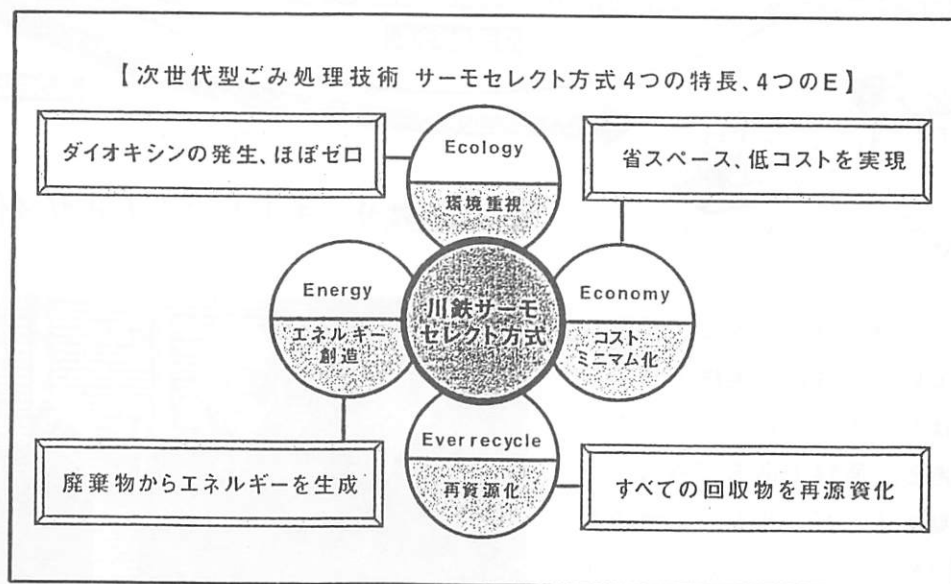 【次世代型ごみ処理技術 サーモセレクト方式4つの特長、4つのE】
ダイオキシンの発生、ほぼゼロ
Ecology
環境重視
省スペース、低コストを実現
Energy
エネルギー
創造
川鉄サーモ
セレクト方式
Economy
コスト
ミニマム化
廃棄物からエネルギーを生成
Ever recycle
再資源化
すべての回収物を再源資化